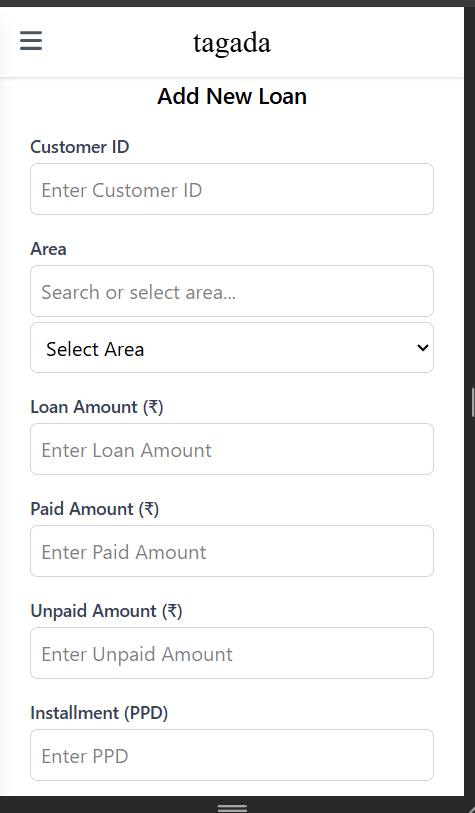 tagada
Add New Loan
Customer ID
Enter Customer ID
Area
Search or select area...
Select Area
Loan Amount (₹)
Enter Loan Amount
Paid Amount (₹)
Enter Paid Amount
Unpaid Amount (₹)
Enter Unpaid Amount
Installment (PPD)
Enter PPD